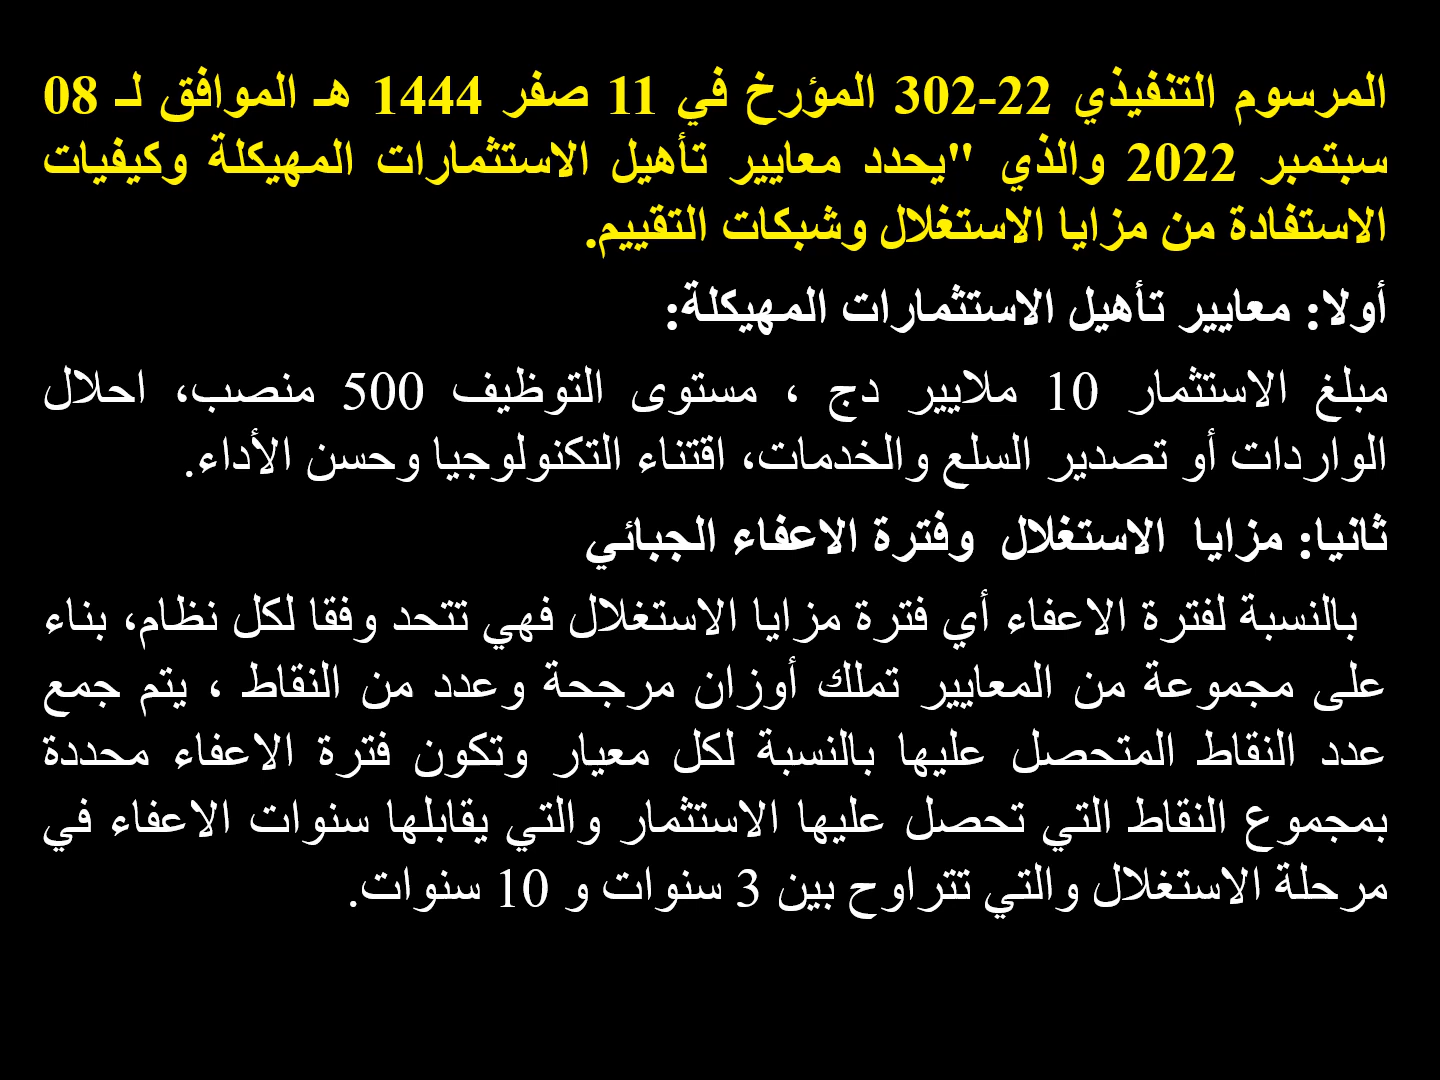 المرسوم التنفيذي 22-302 المؤرخ في 11 صفر 1444 هـ الموافق لـ 08
سبتمبر 2022 والذي "يحدد معايير تأهيل الاستثمارات المهيكلة وكيفيات
الاستفادة من مزايا الاستغلال وشبكات التقييم.
أولا: معايير تأهيل الاستثمارات المهيكلة:
مبلغ الاستثمار 10 ملايير دج ، مستوى التوظيف 500 منصب، احلال
الواردات أو تصدير السلع والخدمات، اقتناء التكنولوجيا وحسن الأداء.
ثانيا: مزايا الاستغلال وفترة الاعفاء الجبائي
بالنسبة لفترة الاعفاء أي فترة مزايا الاستغلال فهي تتحد وفقا لكل نظام، بناء
على مجموعة من المعايير تملك أوزان مرجحة وعدد من النقاط ، يتم جمع
عدد النقاط المتحصل عليها بالنسبة لكل معيار وتكون فترة الاعفاء محددة
بمجموع النقاط التي تحصل عليها الاستثمار والتي يقابلها سنوات الاعفاء في
مرحلة الاستغلال والتي تتراوح بين 3 سنوات و 10 سنوات.